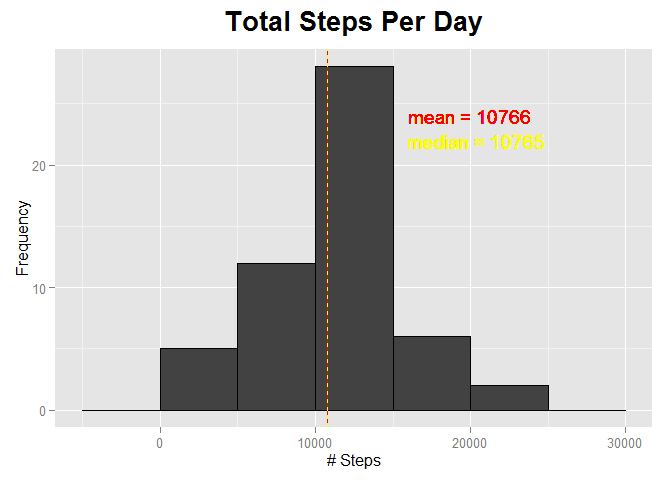 Total Steps Per Day
mean = 10766
median = 10765
20
10
0
Frequency
0
10000
20000
30000
# Steps